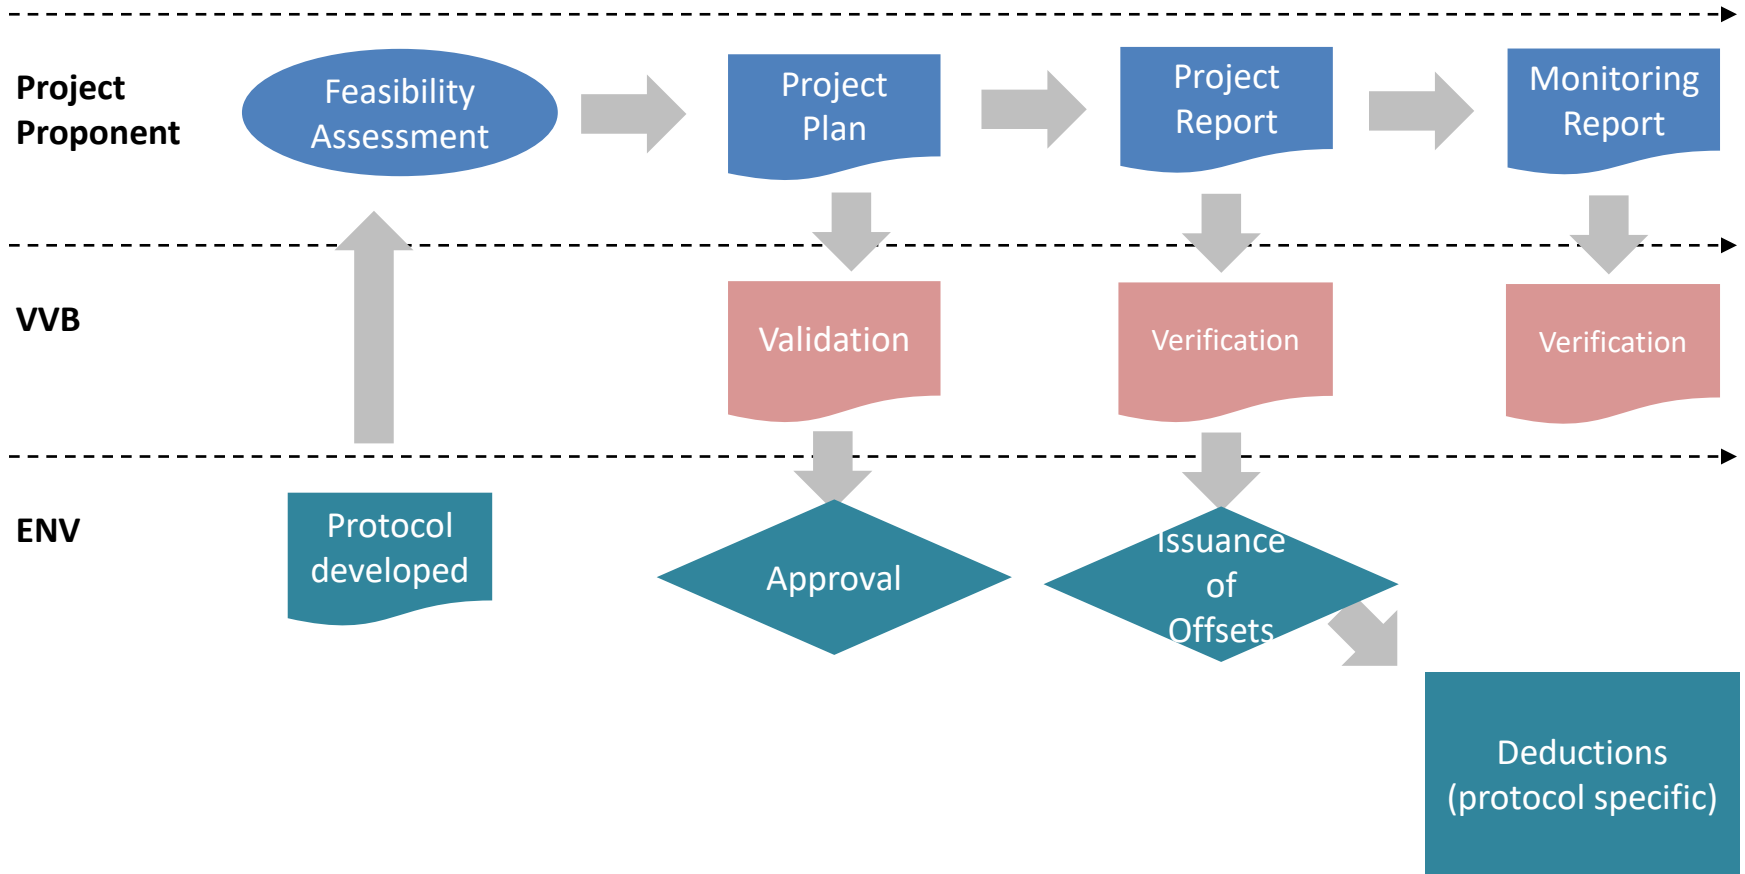 Project
Proponent
Feasibility
Assessment
Project
Plan
Project
Report
Monitoring
Report
VVB
Validation
Verification
Verification
ENV
Protocol
developed
Approval
Issuance
of
Offsets
Deductions
(protocol specific)